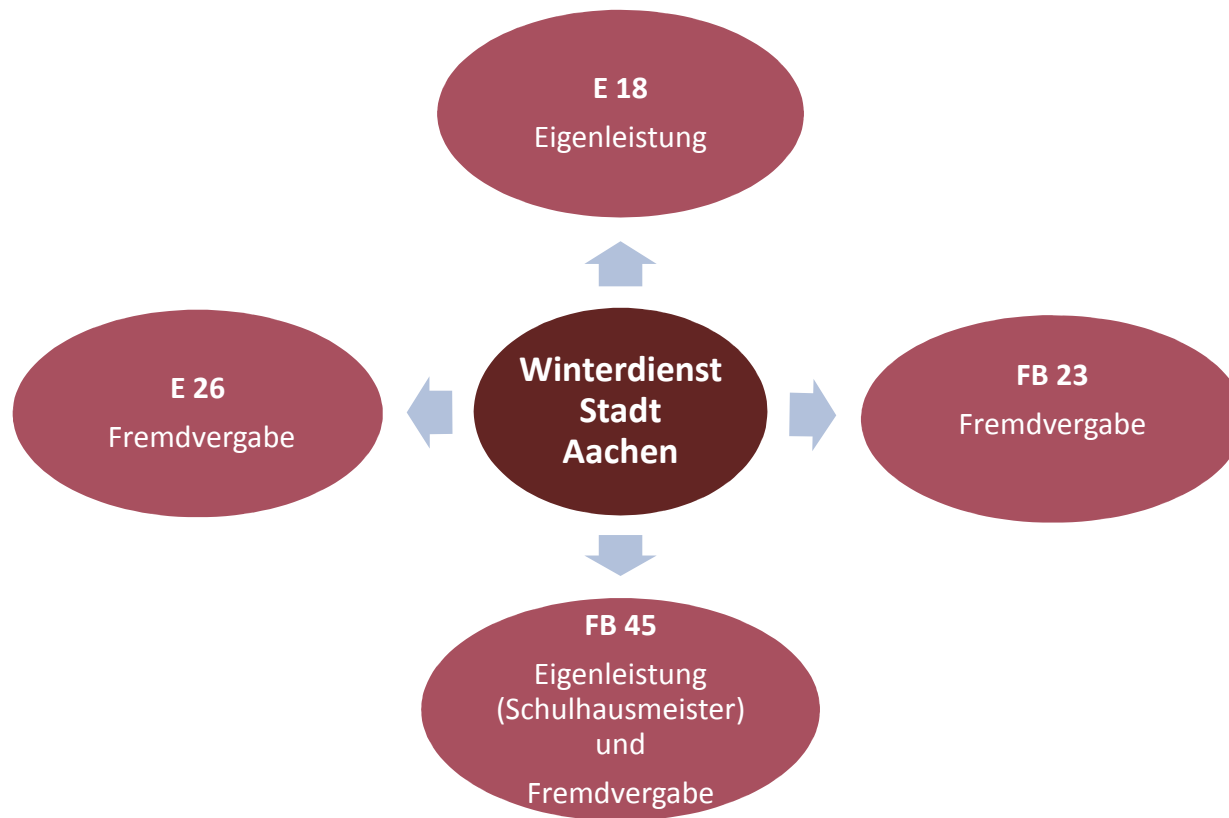 E 18
Eigenleistung
E 26
Fremdvergabe
Winterdienst
Stadt
Aachen
FB 23
Fremdvergabe
FB 45
Eigenleistung
(Schulhausmeister)
und
Fremdvergabe